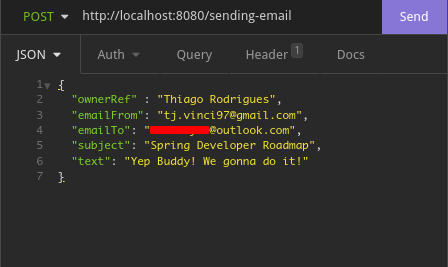 POST http://localhost:8080/sending-email Send
JSON Auth Query Header 1 Docs
1 {
2 "ownerRef" : "Thiago Rodrigues",
3 "emailFrom": "tj.vinci97@gmail.com",
4 "emailTo": "@outlook.com",
5 "subject": "Spring Developer Roadmap",
6 "text": "Yep Buddy! We gonna do it!"
7 }